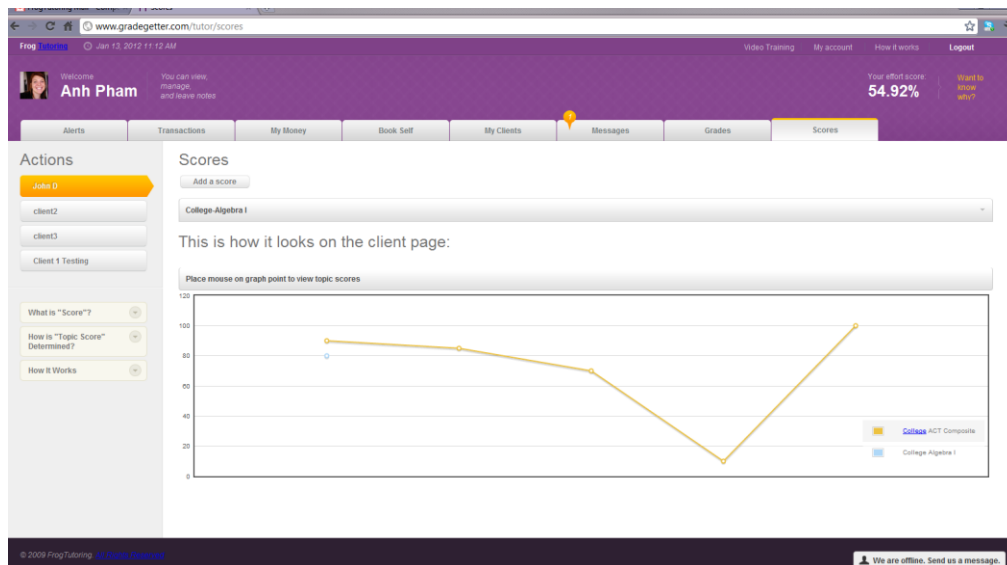 www.gradegetter.com/tutor/scores
Frog Tutoring
Jan 13, 2012 11:12 AM
Video Training
My account
How it works
Logout
Welcome
Anh Pham
You can view,
manage,
and leave notes
Your effort score:
54.92%
Want to
know
why?
Alerts
Transactions
My Money
Book Self
My Clients
Messages
Grades
Scores
Actions
John D
client2
client3
Client 1 Testing
What is "Score"?
How is "Topic Score"
Determined?
How It Works
Scores
Add a score
College-Algebra I
This is how it looks on the client page:
Place mouse on graph point to view topic scores
120
100
80
60
40
20
0
College ACT Composite
College Algebra I
© 2009 FrogTutoring. All Rights Reserved.
We are offline. Send us a message.